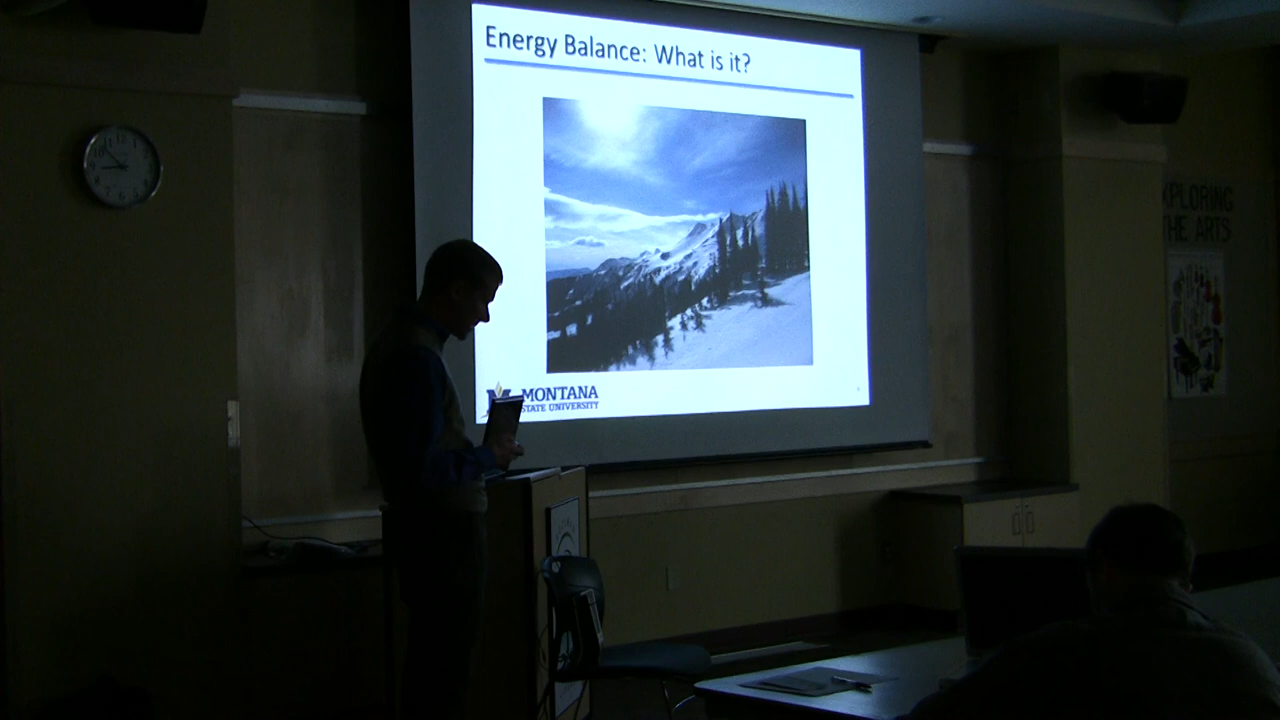 Energy Balance: What is it?
MONTANA
STATE UNIVERSITY
XPLORING
THE ARTS